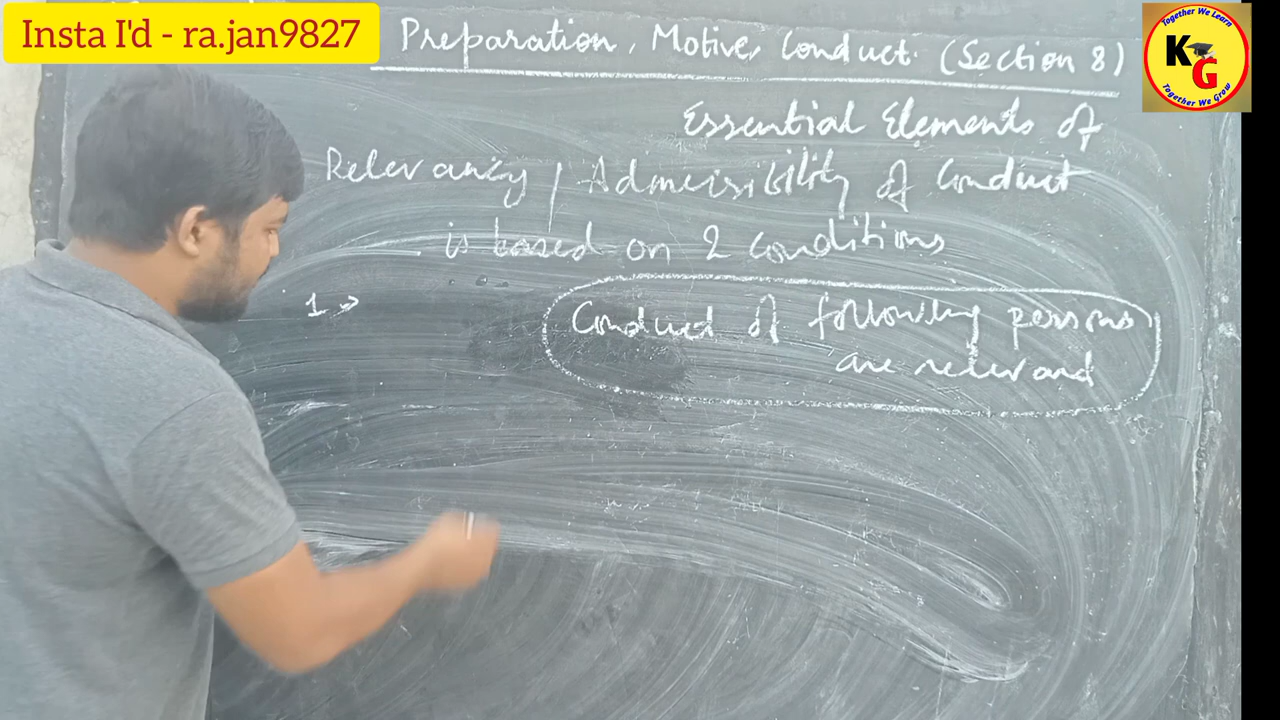 Insta I'd - ra.jan9827
Preparation, Motive, Conduct. (Section 8)
Together We Learn
KG
Together We Grow
Essential Elements of
Relevancy / Admissibility of Conduct
is based on 2 conditions
1 →
Conduct of following persons
are relevand